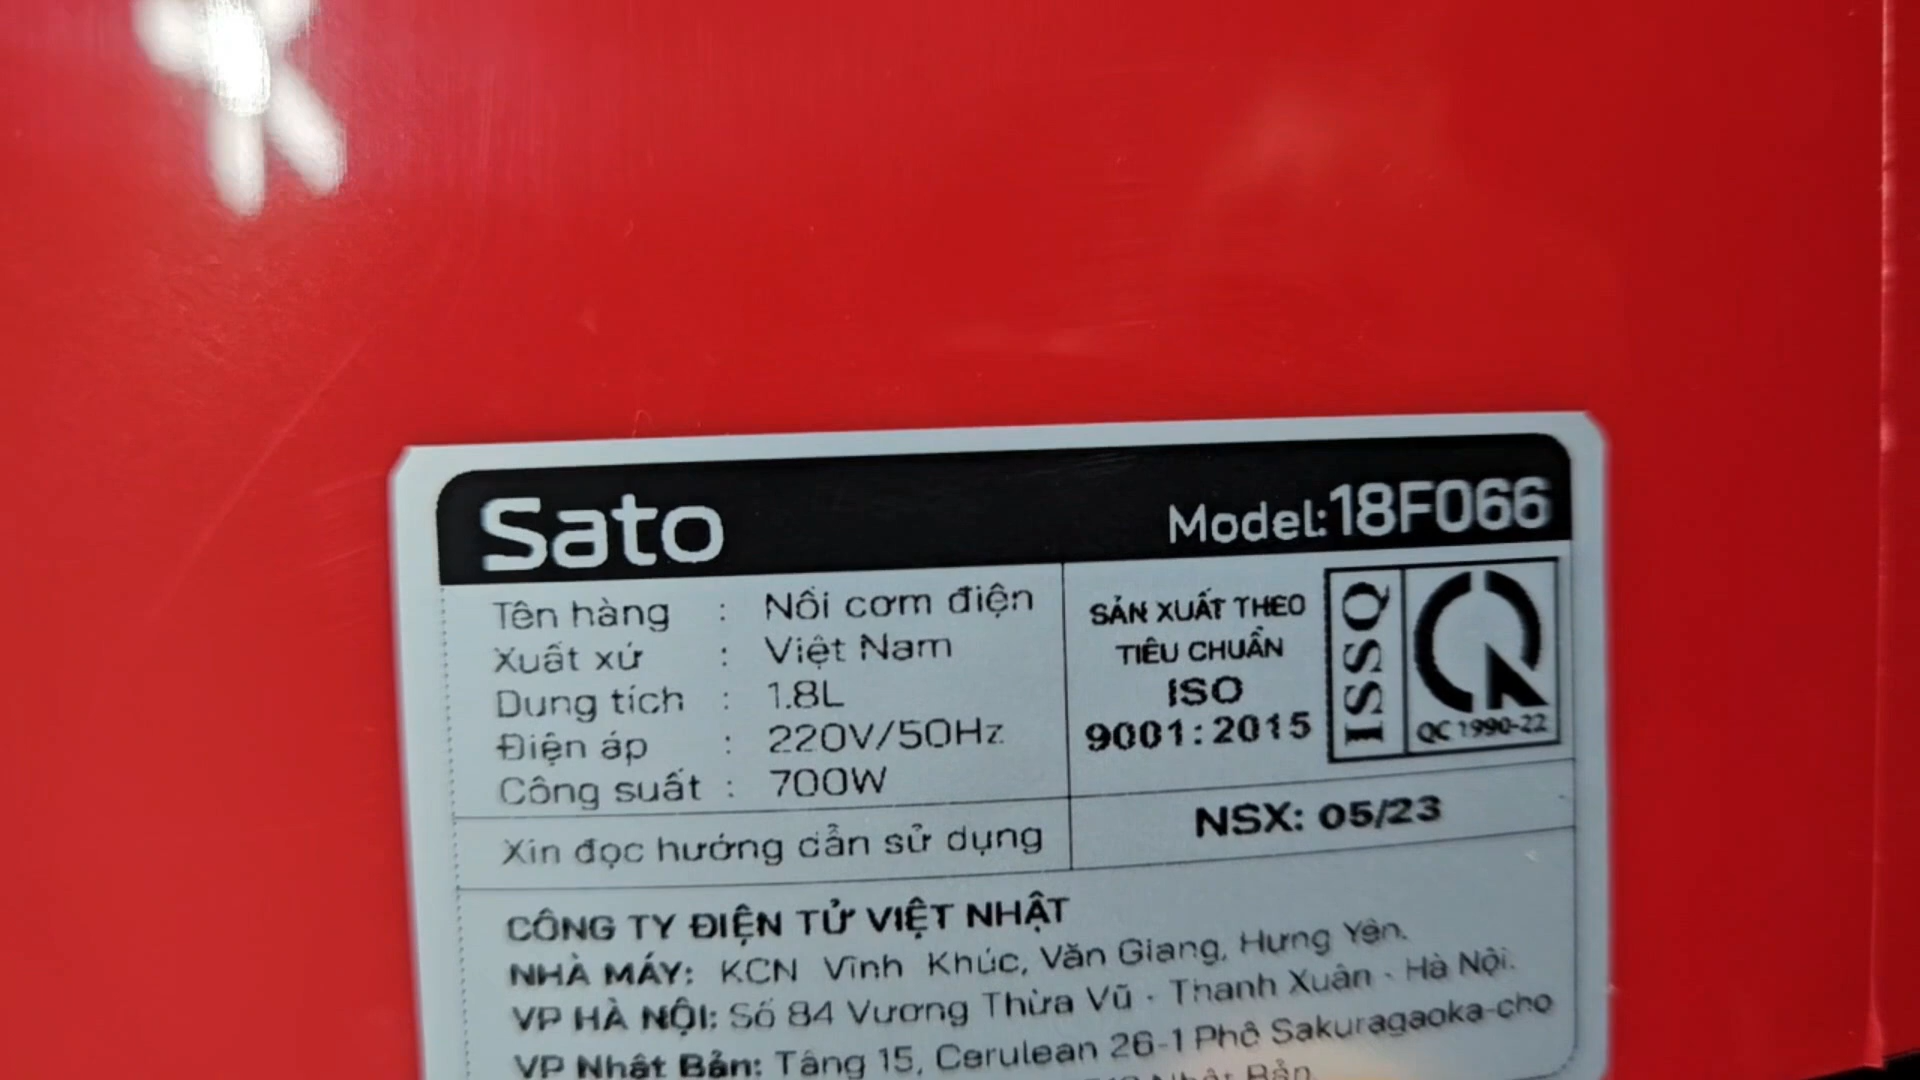 Sato
Model:18F066
Tên hàng : Nồi cơm điện
Xuất xứ : Việt Nam
Dung tích : 1.8L
Điện áp : 220V/50Hz
Công suất : 700W
SẢN XUẤT THEO
TIÊU CHUẨN
ISO
9001:2015
ISSQ
QC 1990-22
Xin đọc hướng dẫn sử dụng
NSX: 05/23
CÔNG TY ĐIỆN TỬ VIỆT NHẬT
NHÀ MÁY: KCN Vĩnh Khúc, Văn Giang, Hưng Yên.
VP HÀ NỘI: Số 84 Vương Thừa Vũ - Thanh Xuân - Hà Nội.
VP Nhật Bản: Tầng 15, Cerulean 26-1 Phố Sakuragaoka-cho
Nhật Bản